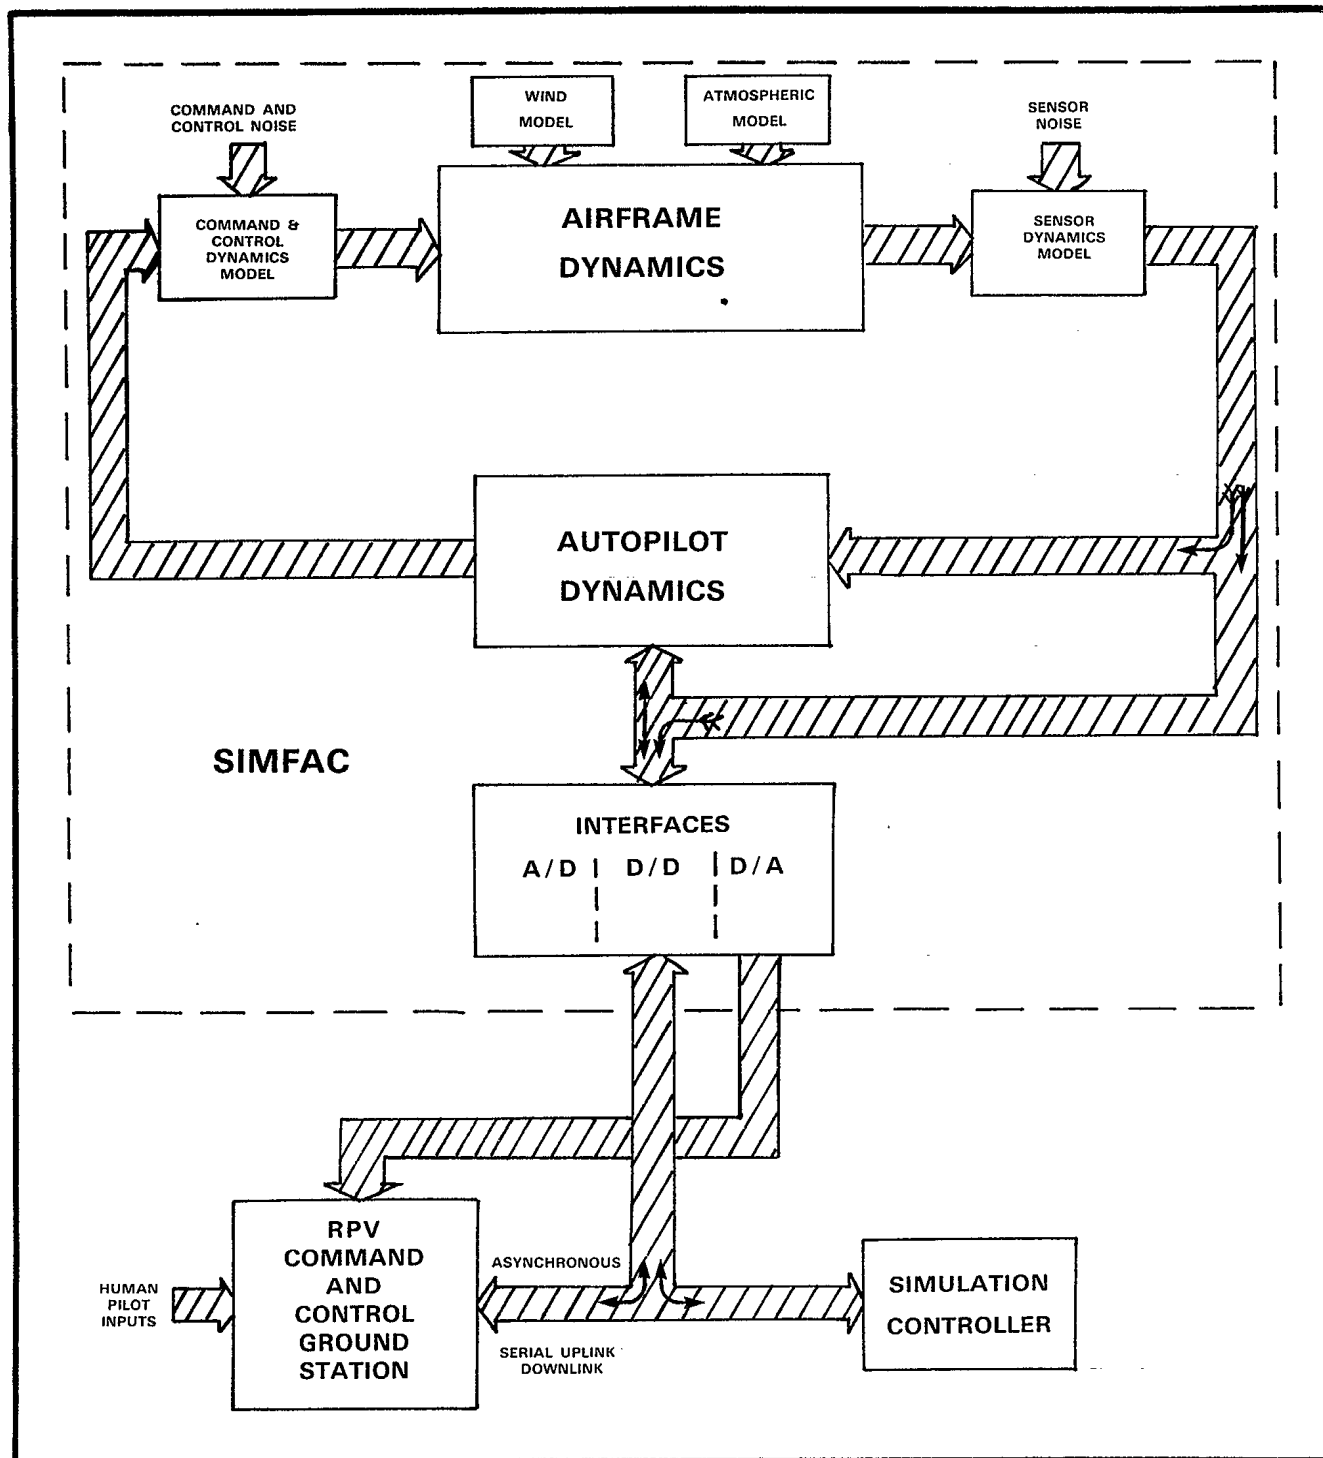 COMMAND AND
CONTROL NOISE
WIND
MODEL
ATMOSPHERIC
MODEL
SENSOR
NOISE
COMMAND &
CONTROL
DYNAMICS
MODEL
AIRFRAME
DYNAMICS
SENSOR
DYNAMICS
MODEL
AUTOPILOT
DYNAMICS
SIMFAC
INTERFACES
A/D | D/D | D/A
RPV
COMMAND
AND
CONTROL
GROUND
STATION
HUMAN
PILOT
INPUTS
ASYNCHRONOUS
SERIAL UPLINK
DOWNLINK
SIMULATION
CONTROLLER